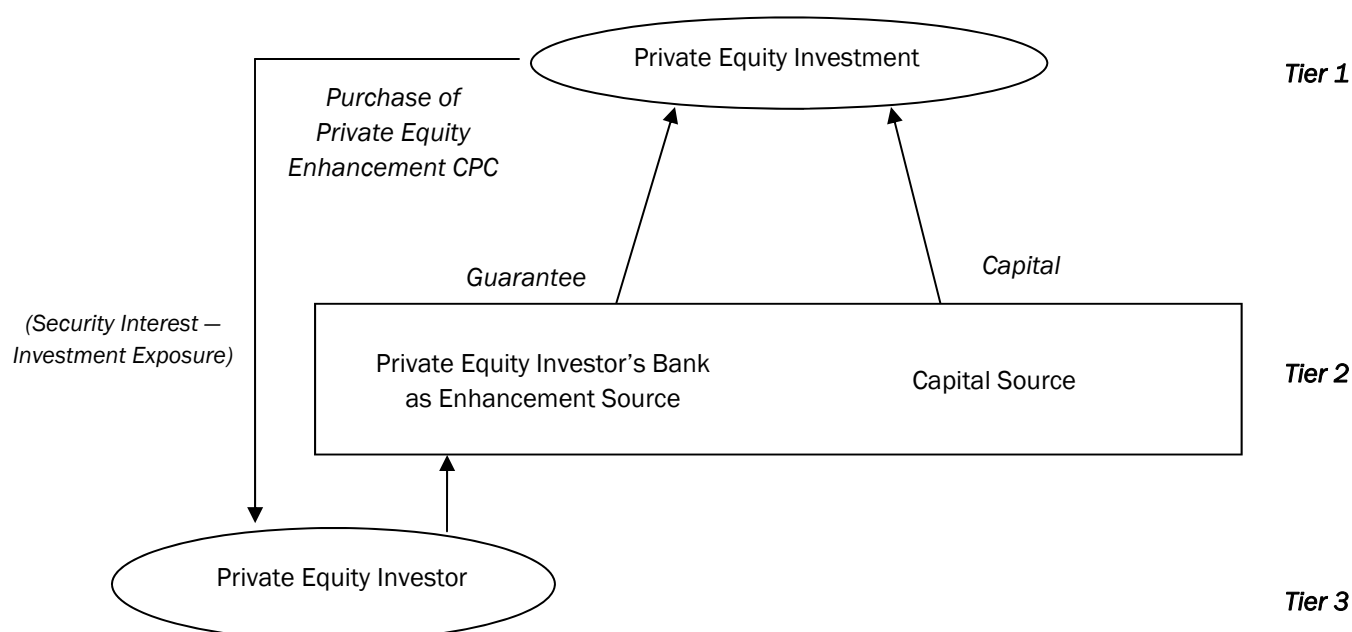 Private Equity Investment
Tier 1
Purchase of
Private Equity
Enhancement CPC
Guarantee
Capital
(Security Interest —
Investment Exposure)
Private Equity Investor’s Bank
as Enhancement Source
Capital Source
Tier 2
Private Equity Investor
Tier 3